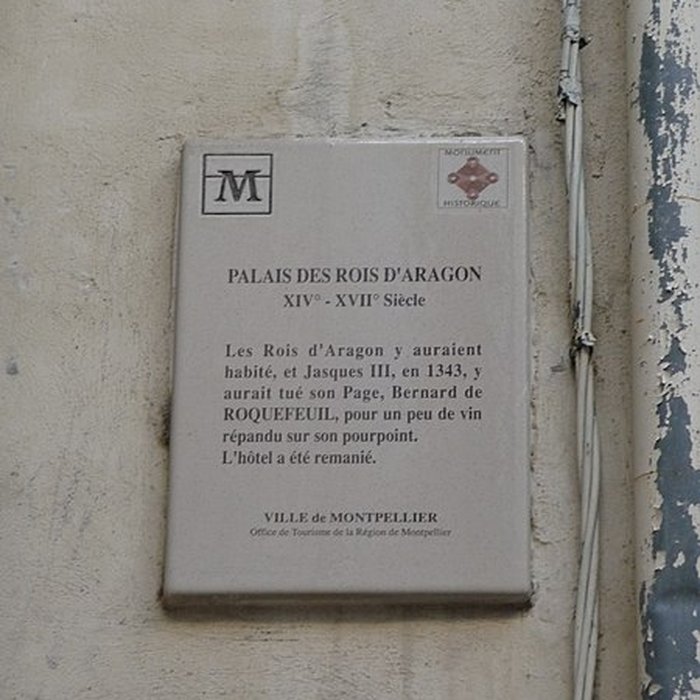 M
MONUMENT
HISTORIQUE
PALAIS DES ROIS D'ARAGON
XIV° - XVII° Siècle
Les Rois d'Aragon y auraient
habité, et Jasques III, en 1343, y
aurait tué son Page, Bernard de
ROQUEFEUIL, pour un peu de vin
répandu sur son pourpoint.
L'hôtel a été remanié.
VILLE de MONTPELLIER
Office de Tourisme de la Région de Montpellier